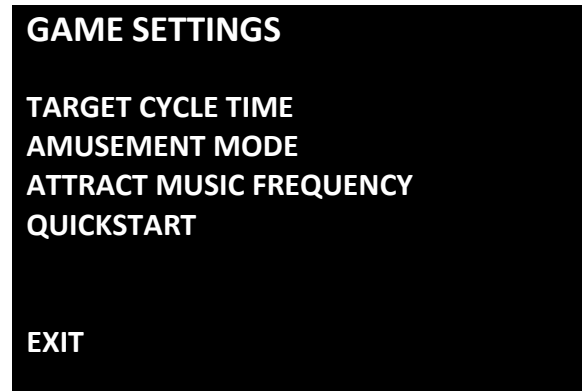 GAME SETTINGS
TARGET CYCLE TIME
AMUSEMENT MODE
ATTRACT MUSIC FREQUENCY
QUICKSTART
EXIT